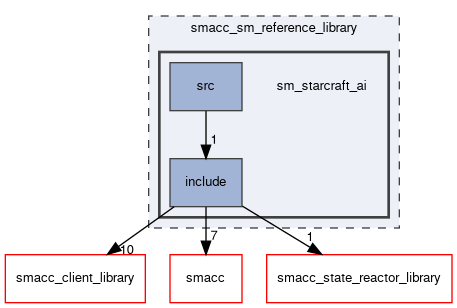 smacc_sm_reference_library
src
sm_starcraft_ai
1
include
10
7
1
smacc_client_library
smacc
smacc_state_reactor_library